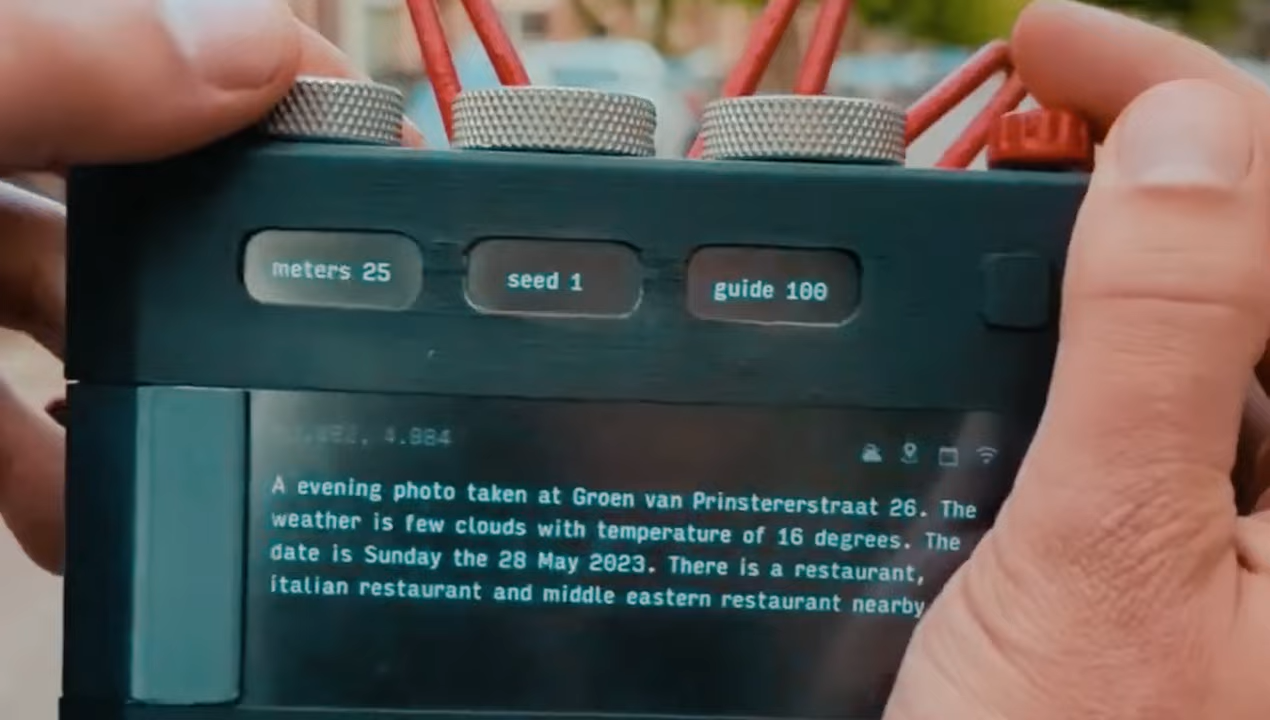 meters 25
seed 1
guide 100
4.984
A evening photo taken at Groen van Prinstererstraat 26. The
weather is few clouds with temperature of 16 degrees. The
date is Sunday the 28 May 2023. There is a restaurant,
italian restaurant and middle eastern restaurant nearby